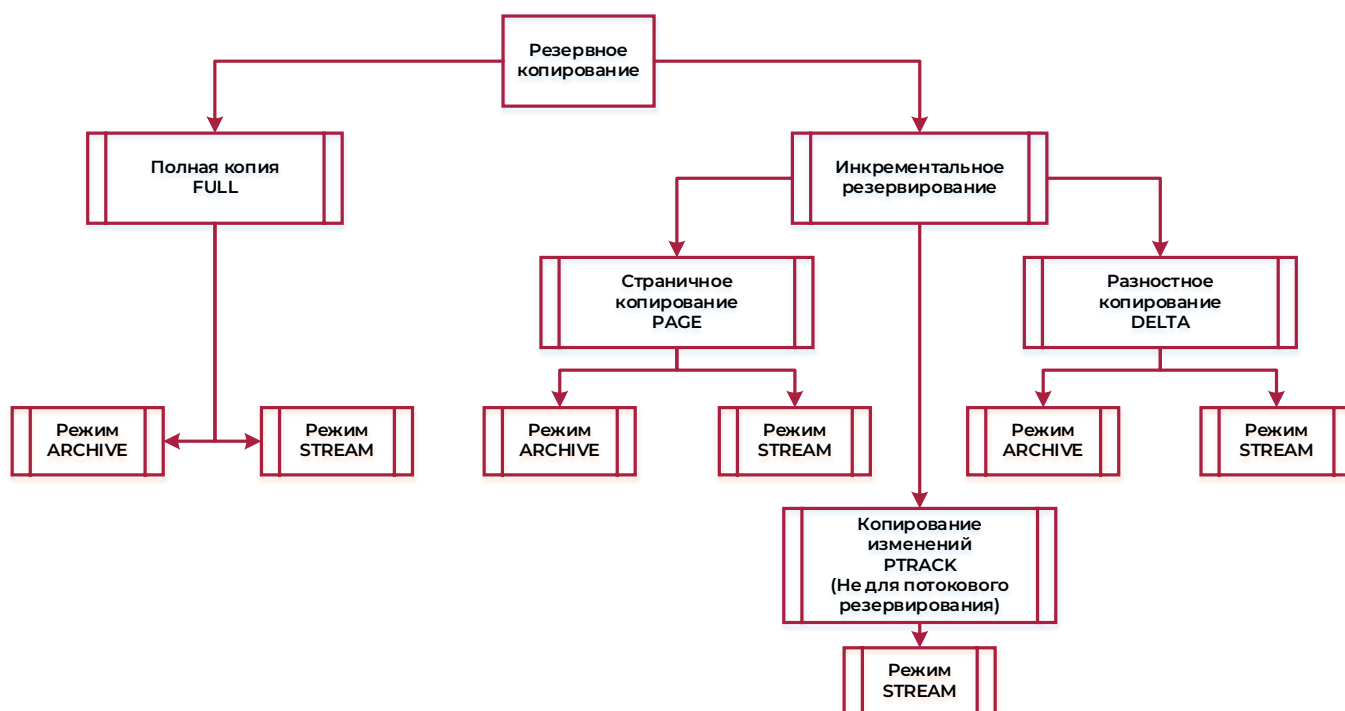 Резервное
копирование
Полная копия
FULL
Инкрементальное
резервирование
Страничное
копирование
PAGE
Разностное
копирование
DELTA
Режим
ARCHIVE
Режим
STREAM
Режим
ARCHIVE
Режим
STREAM
Режим
ARCHIVE
Режим
STREAM
Копирование
изменений
PTRACK
(Не для потокового
резервирования)
Режим
STREAM